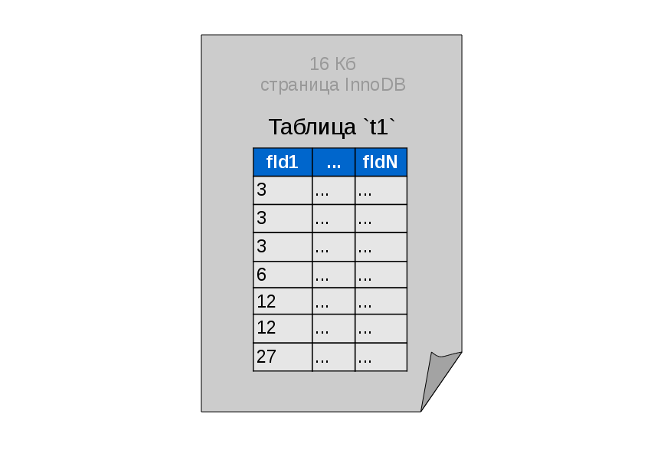 16 Кб
страница InnoDB
Таблица `t1`
fld1 ... fldN
3 ... ...
3 ... ...
3 ... ...
6 ... ...
12 ... ...
12 ... ...
27 ... ...